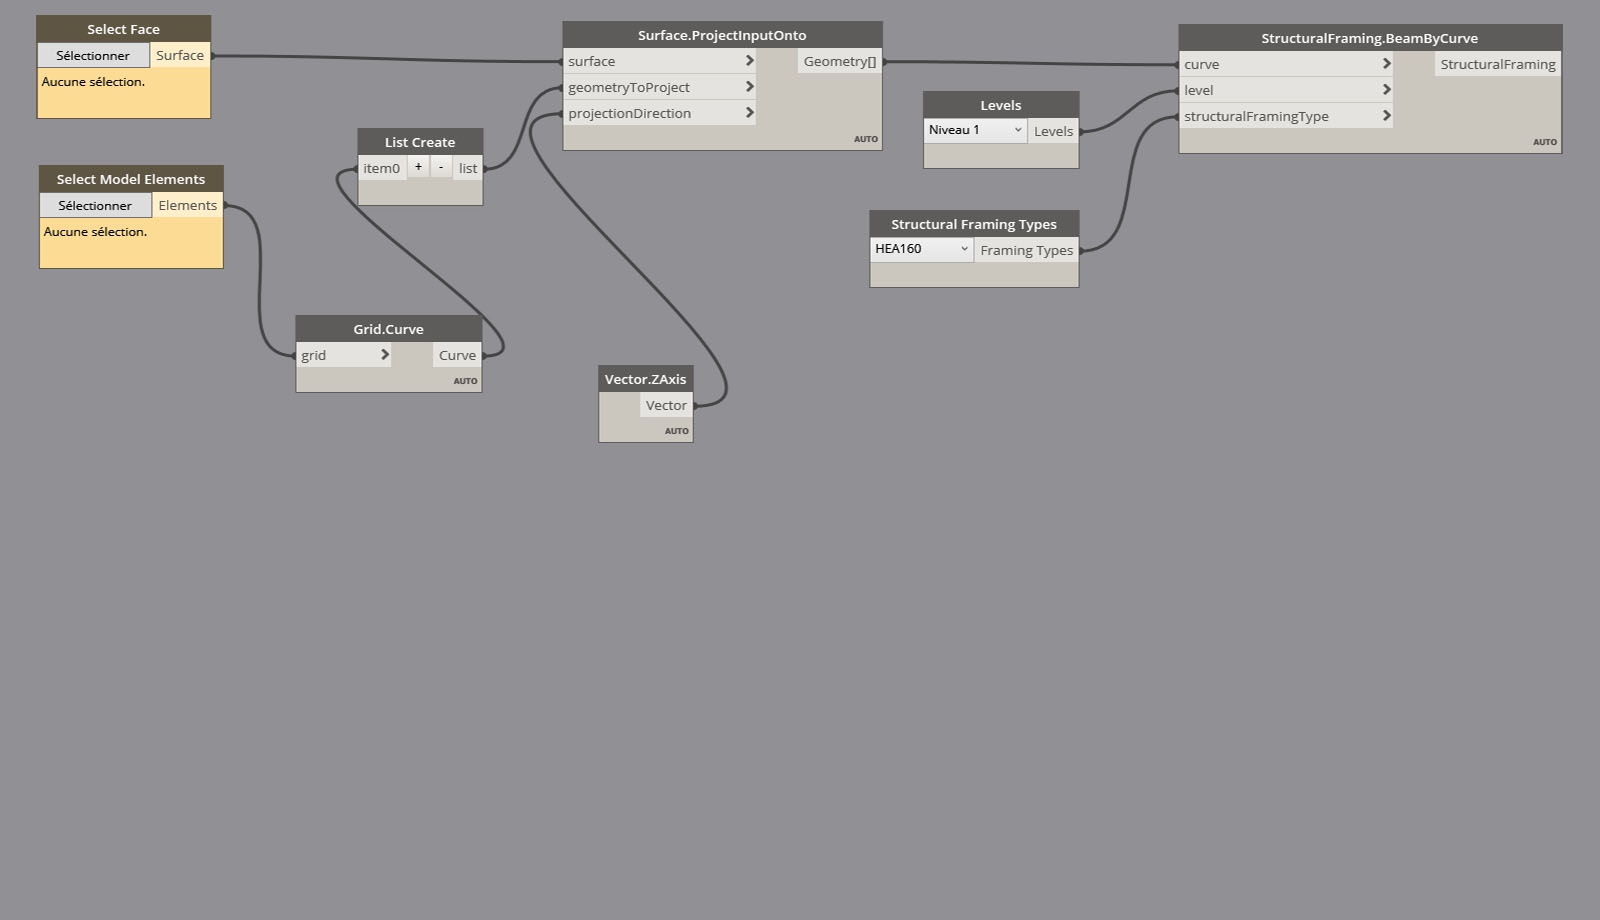 Select Face
Sélectionner
Surface
Aucune sélection.
Select Model Elements
Sélectionner
Elements
Aucune sélection.
List Create
item0
+
-
list
Grid.Curve
grid
Curve
AUTO
Surface.ProjectInputOnto
surface
Geometry[]
geometryToProject
projectionDirection
AUTO
Vector.ZAxis
Vector
AUTO
Levels
Niveau 1
Levels
Structural Framing Types
HEA160
Framing Types
StructuralFraming.BeamByCurve
curve
StructuralFraming
level
structuralFramingType
AUTO